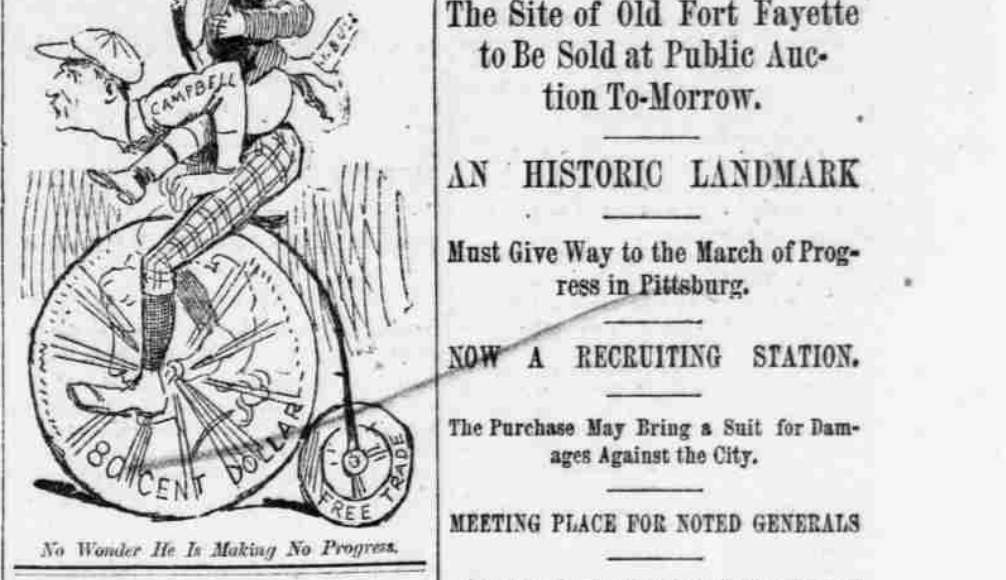 CAMPBELL
80 CENT DOLLAR
FREE TRADE
No Wonder He Is Making No Progress.
The Site of Old Fort Fayette
to Be Sold at Public Auc-
tion To-Morrow.
AN HISTORIC LANDMARK
Must Give Way to the March of Prog-
ress in Pittsburg.
NOW A RECRUITING STATION.
The Purchase May Bring a Suit for Dam-
ages Against the City.
MEETING PLACE FOR NOTED GENERALS